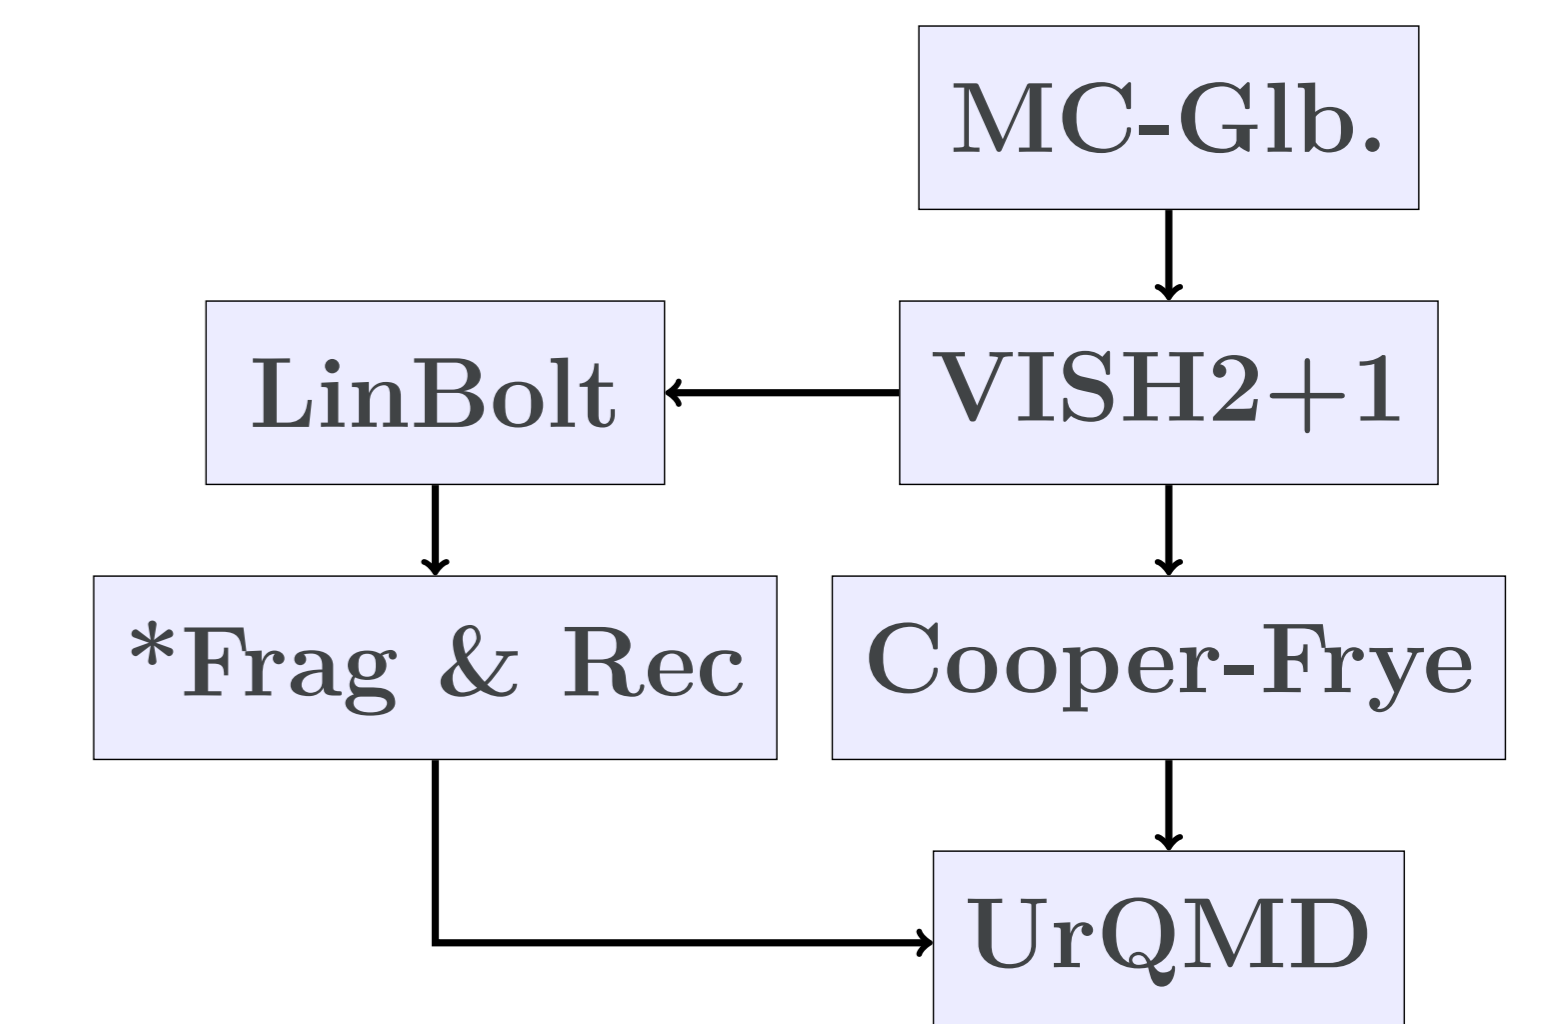 MC-Glb.
LinBolt
VISH2+1
*Frag & Rec
Cooper-Frye
UrQMD